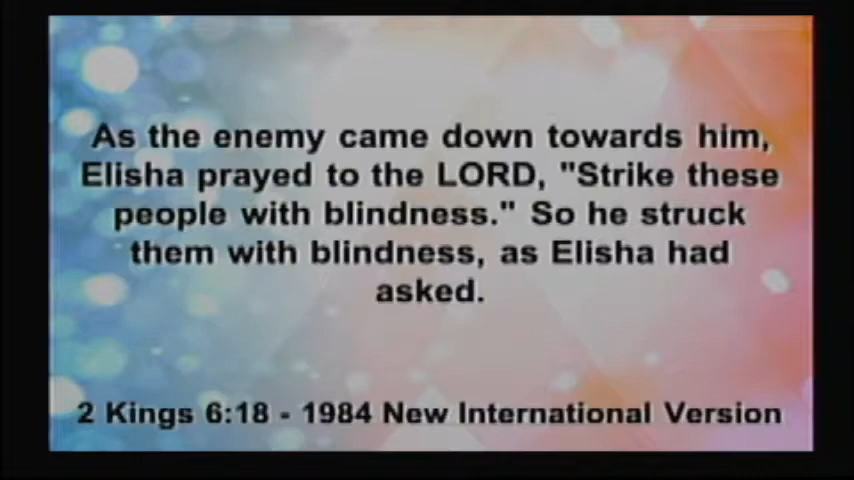 As the enemy came down towards him,
Elisha prayed to the LORD, "Strike these
people with blindness." So he struck
them with blindness, as Elisha had
asked.
2 Kings 6:18 - 1984 New International Version